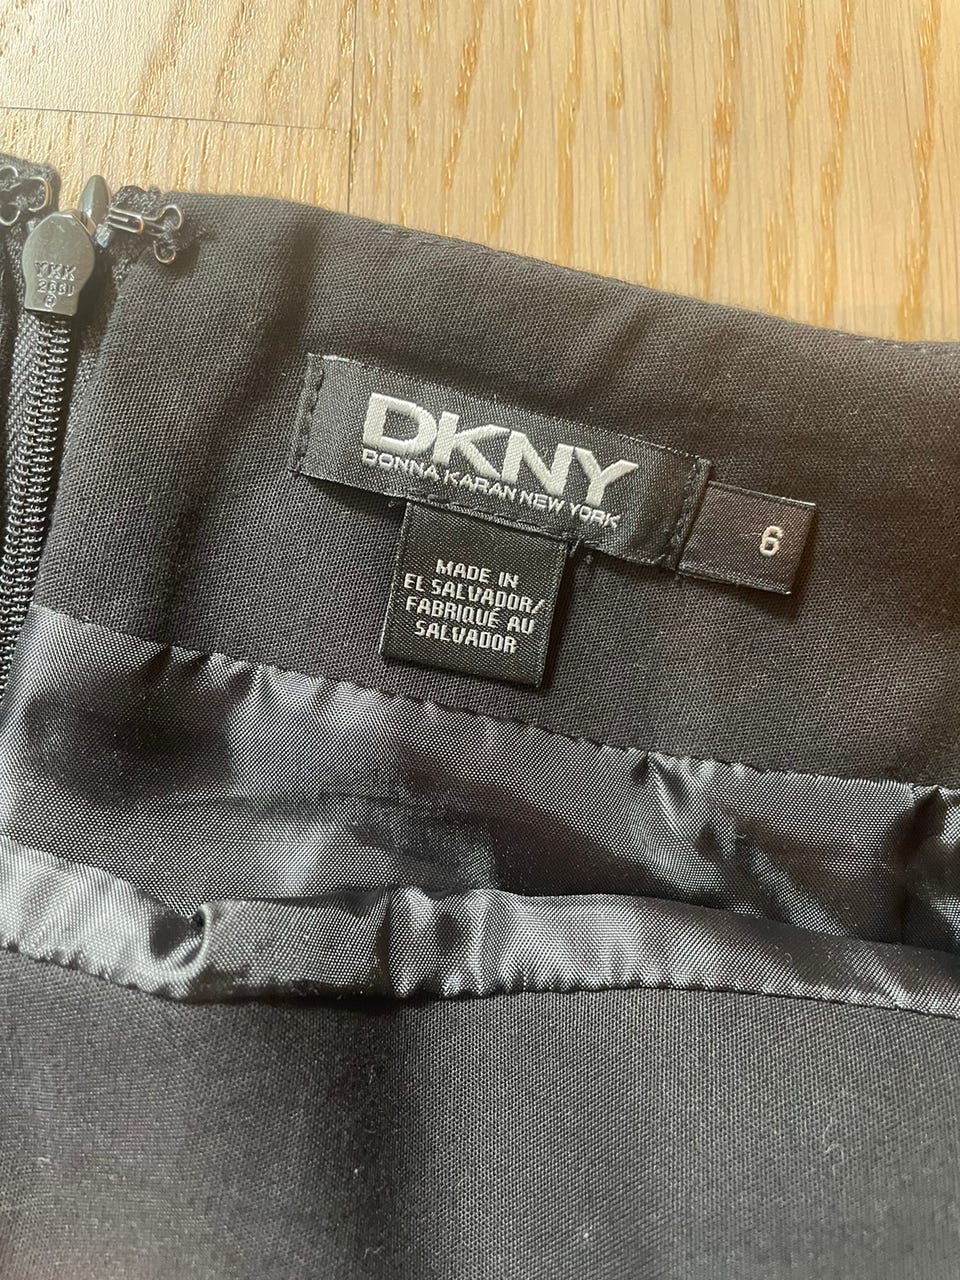 YKK
DKNY
DONNA KARAN NEW YORK
6
MADE IN
EL SALVADOR/
FABRIQUÉ AU
SALVADOR